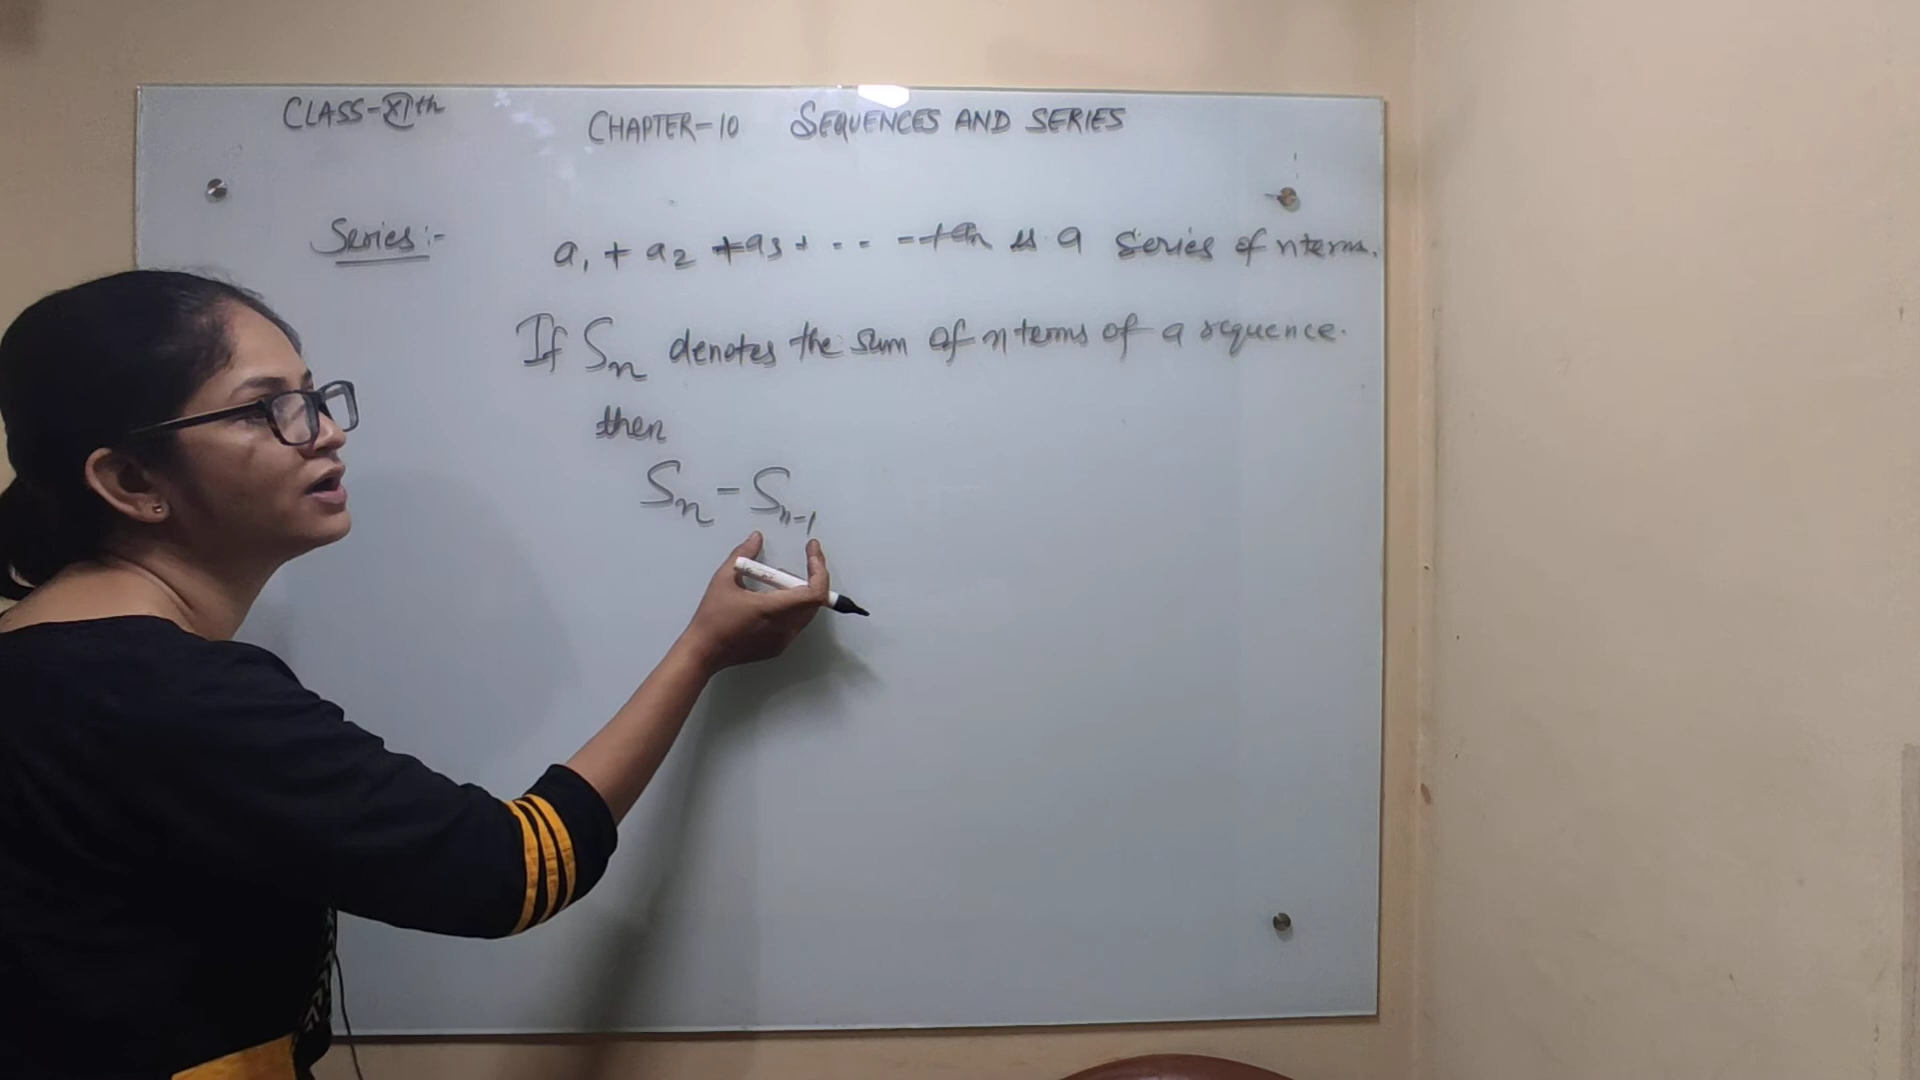 CLASS-XIth
CHAPTER-10 SEQUENCES AND SERIES
Series:- a₁ + a₂ + a₃ + . . . - + an is a series of n terms.
If Sn denotes the sum of n terms of a sequence.
then
Sn - Sn-1